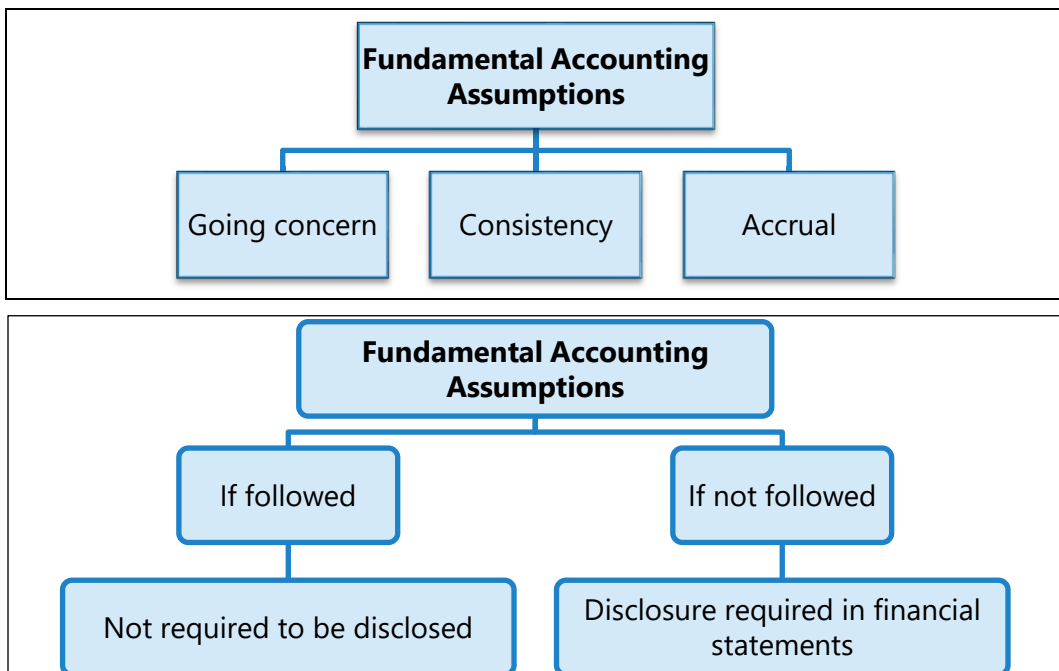 Fundamental Accounting
Assumptions
Going concern
Consistency
Accrual
Fundamental Accounting
Assumptions
If followed
If not followed
Not required to be disclosed
Disclosure required in financial
statements